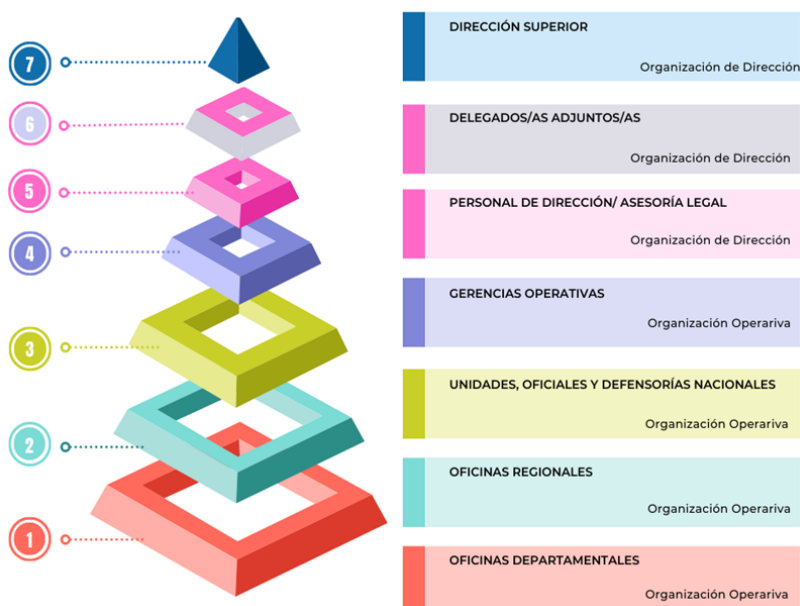 7
DIRECCIÓN SUPERIOR
Organización de Dirección
6
DELEGADOS/AS ADJUNTOS/AS
Organización de Dirección
5
PERSONAL DE DIRECCIÓN/ ASESORÍA LEGAL
Organización de Dirección
4
GERENCIAS OPERATIVAS
Organización Operariva
3
UNIDADES, OFICIALES Y DEFENSORÍAS NACIONALES
Organización Operariva
2
OFICINAS REGIONALES
Organización Operariva
1
OFICINAS DEPARTAMENTALES
Organización Operariva